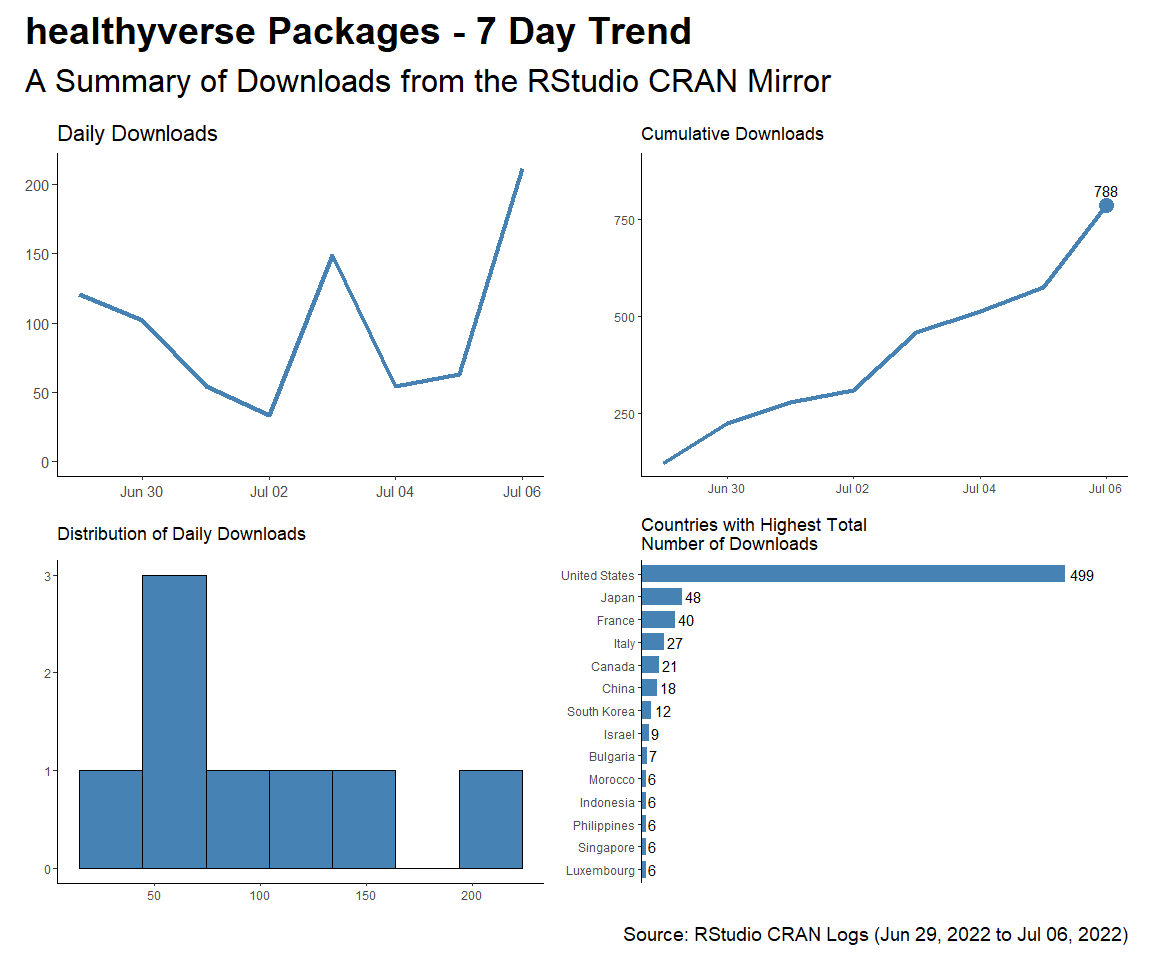 healthyverse Packages - 7 Day Trend
A Summary of Downloads from the RStudio CRAN Mirror
Daily Downloads
200
150
100
50
0
Jun 30 Jul 02 Jul 04 Jul 06
Cumulative Downloads
788
750
500
250
Jun 30 Jul 02 Jul 04 Jul 06
Distribution of Daily Downloads
3
2
1
0
50 100 150 200
Countries with Highest Total
Number of Downloads
United States 499
Japan 48
France 40
Italy 27
Canada 21
China 18
South Korea 12
Israel 9
Bulgaria 7
Morocco 6
Indonesia 6
Philippines 6
Singapore 6
Luxembourg 6
Source: RStudio CRAN Logs (Jun 29, 2022 to Jul 06, 2022)